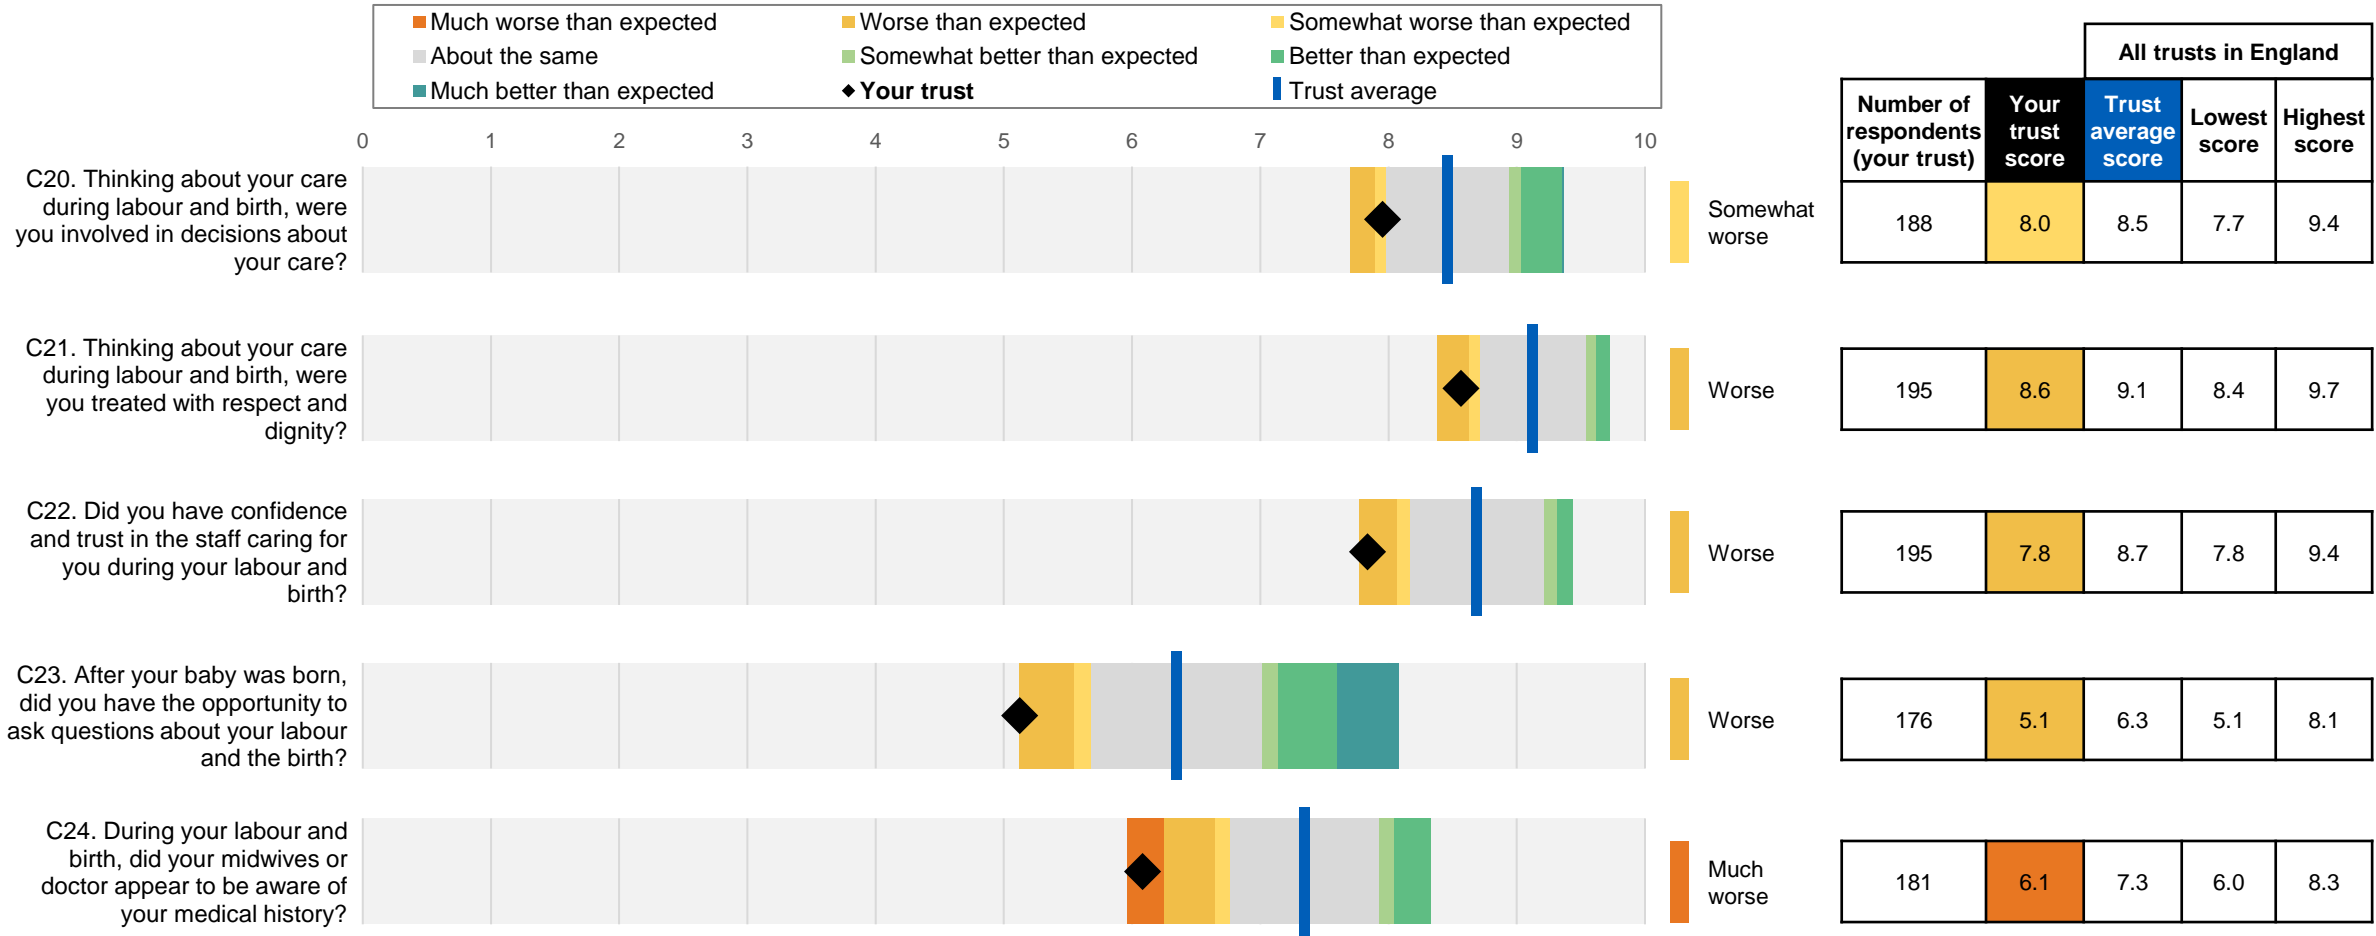 Much worse than expected
Worse than expected
Somewhat worse than expected
About the same
Somewhat better than expected
Better than expected
Much better than expected
Your trust
Trust average
All trusts in England
Number of
respondents
(your trust)
Your
trust
score
Trust
average
score
Lowest
score
Highest
score
0 1 2 3 4 5 6 7 8 9 10
C20. Thinking about your care
during labour and birth, were
you involved in decisions about
your care?
Somewhat
worse
188 8.0 8.5 7.7 9.4
C21. Thinking about your care
during labour and birth, were
you treated with respect and
dignity?
Worse
195 8.6 9.1 8.4 9.7
C22. Did you have confidence
and trust in the staff caring for
you during your labour and
birth?
Worse
195 7.8 8.7 7.8 9.4
C23. After your baby was born,
did you have the opportunity to
ask questions about your labour
and the birth?
Worse
176 5.1 6.3 5.1 8.1
C24. During your labour and
birth, did your midwives or
doctor appear to be aware of
your medical history?
Much
worse
181 6.1 7.3 6.0 8.3